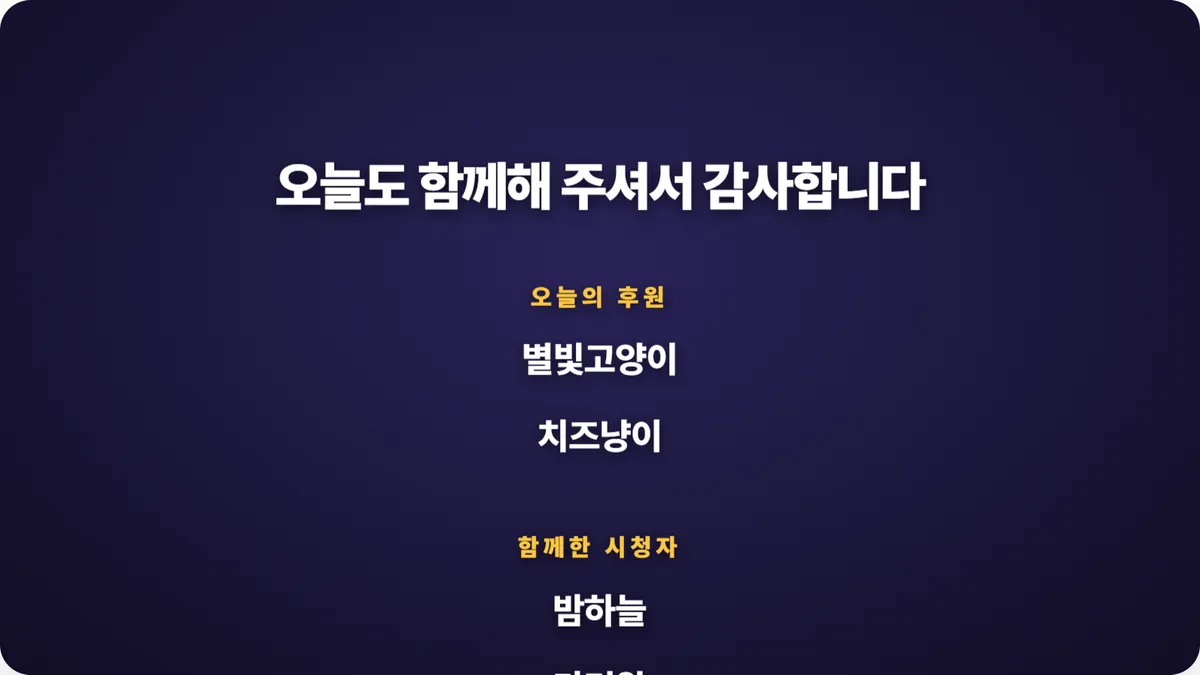 오늘도 함께해 주셔서 감사합니다
오늘의 후원
별빛고양이
치즈냥이
함께한 시청자
밤하늘